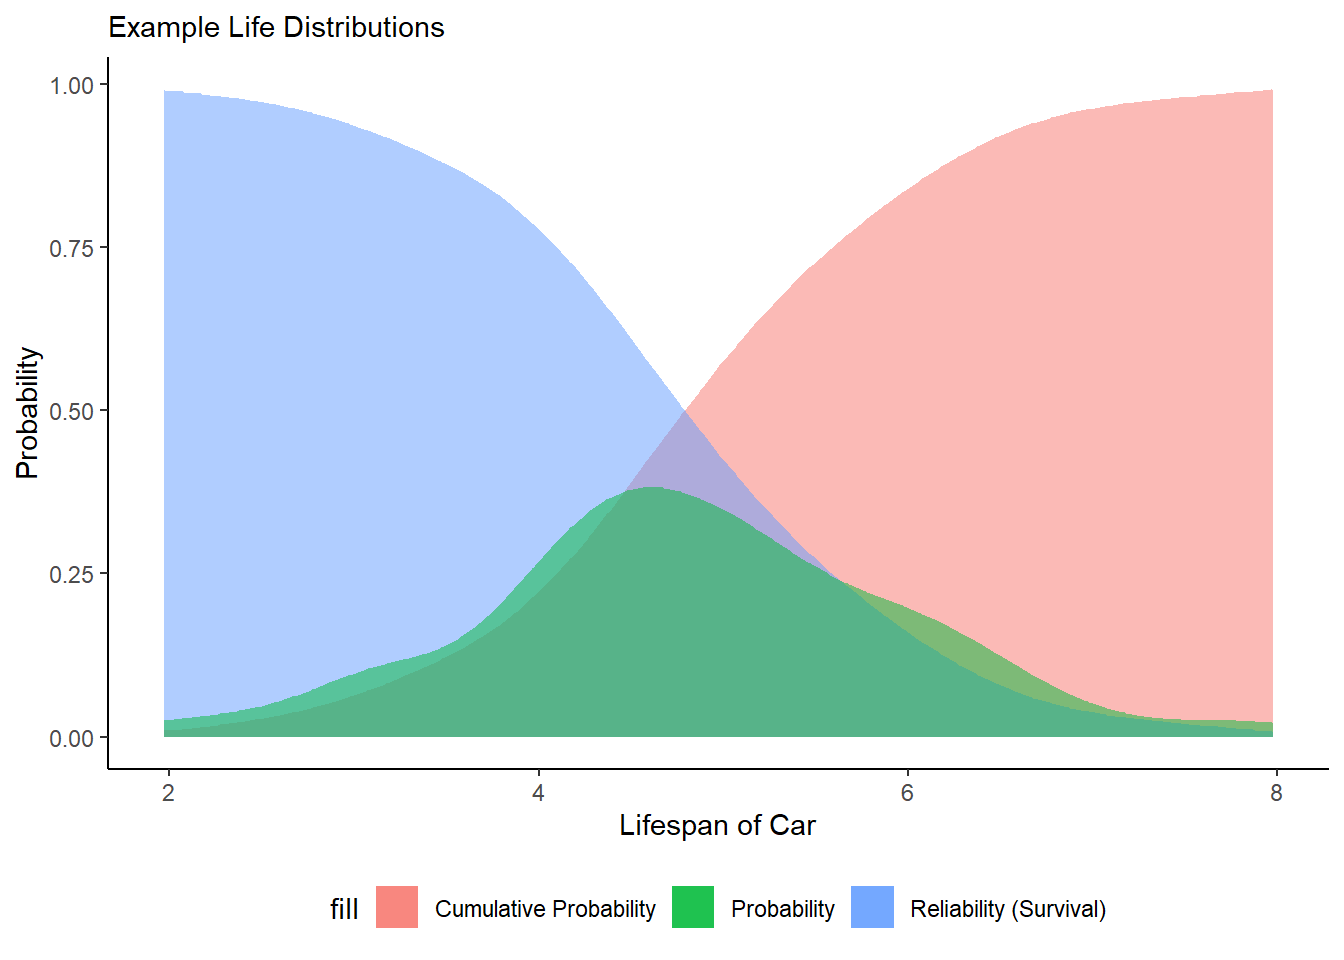 Example Life Distributions
1.00
0.75
0.50
0.25
0.00
Probability
2 4 6 8
Lifespan of Car
fill Cumulative Probability Probability Reliability (Survival)